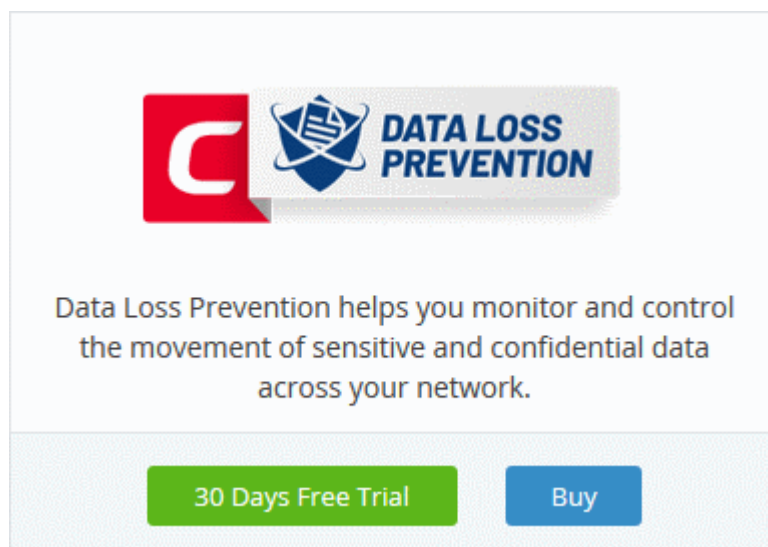 C
DATA LOSS
PREVENTION
Data Loss Prevention helps you monitor and control
the movement of sensitive and confidential data
across your network.
30 Days Free Trial
Buy